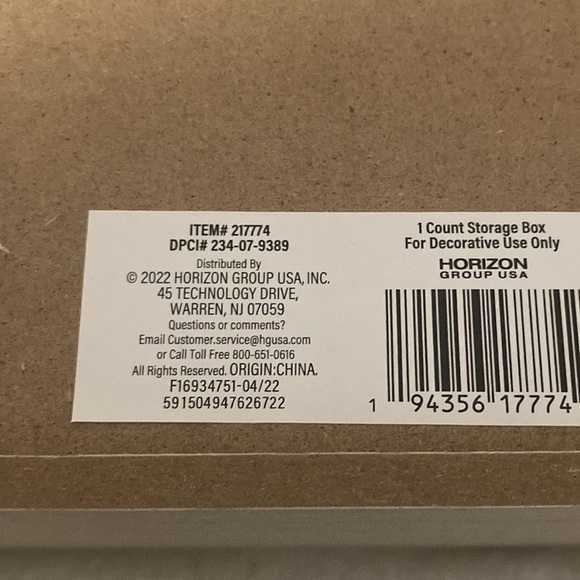 ITEM# 217774
DPCI# 234-07-9389
Distributed By
© 2022 HORIZON GROUP USA, INC.
45 TECHNOLOGY DRIVE,
WARREN, NJ 07059
Questions or comments?
Email Customer.service@hgusa.com
or Call Toll Free 800-651-0616
All Rights Reserved. ORIGIN:CHINA.
F16934751-04/22
591504947626722
1 Count Storage Box
For Decorative Use Only
HORIZON
GROUP USA
1 94356 17774